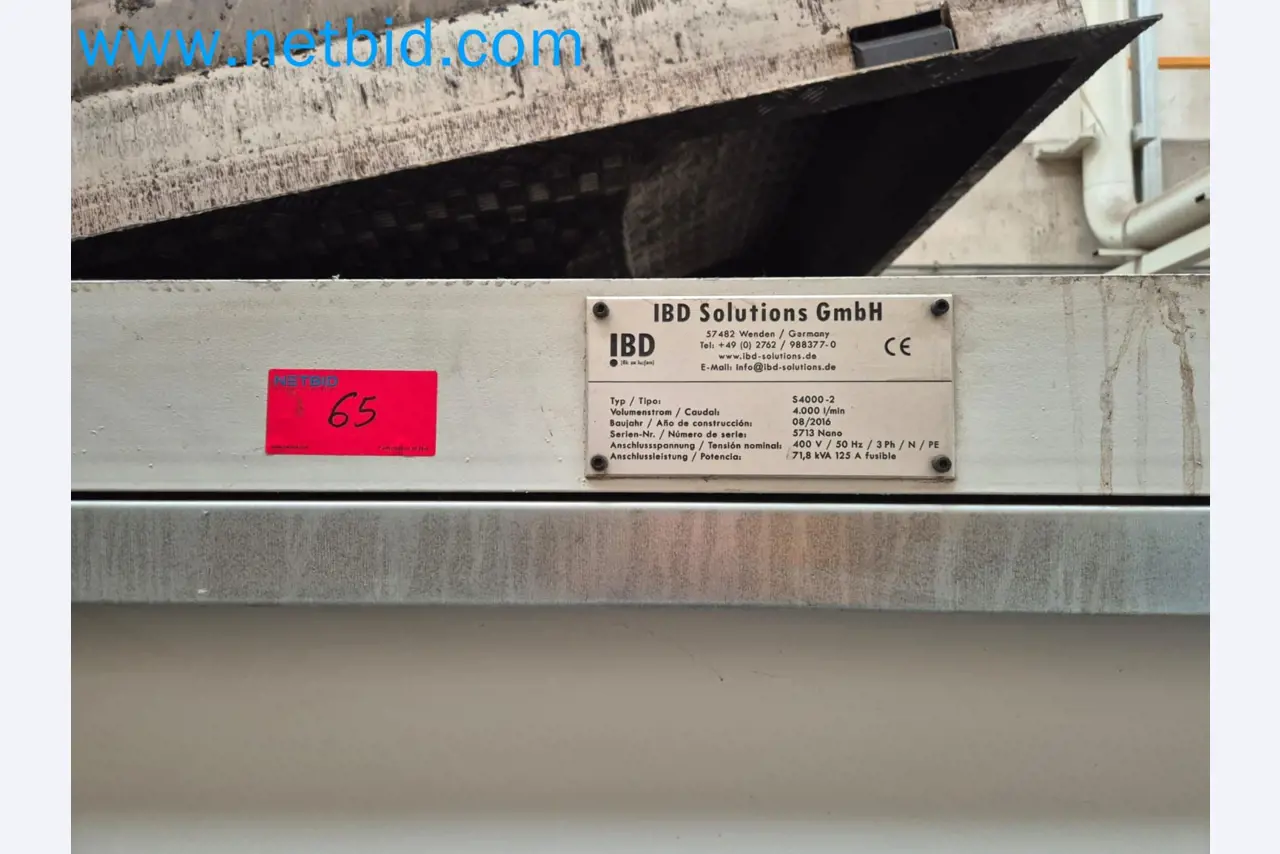 www.netbid.com
IBD Solutions GmbH
57482 Wenden / Germany
Tel: +49 (0) 2762 / 988377-0
www.ibd-solutions.de
E-Mail: info@ibd-solutions.de
IBD
CE
NETBID
65
Typ / Tipo: S4000-2
Volumenstrom / Caudal: 4.000 l/min
Baujahr / Año de construcción: 08/2016
Serien-Nr. / Número de serie: 5713 Nano
Anschlussspannung / Tensión nominal: 400 V / 50 Hz / 3 Ph / N / PE
Anschlussleistung / Potencia: 71,8 kVA 125 A fusible